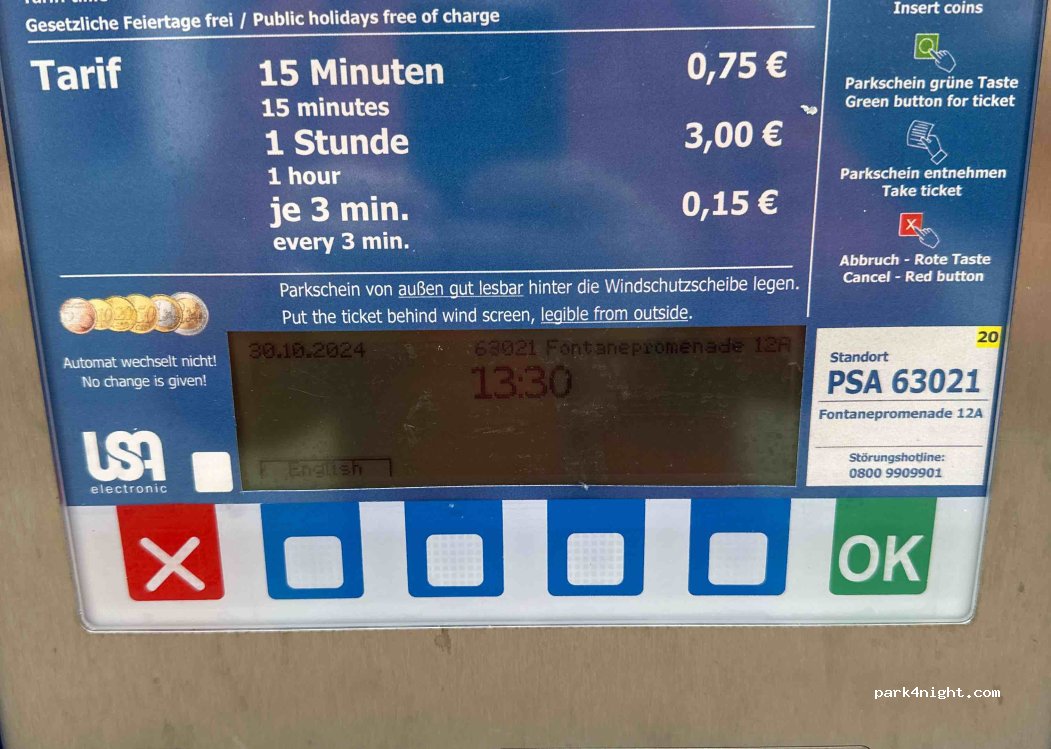 Gesetzliche Feiertage frei / Public holidays free of charge
Tarif
15 Minuten 0,75 €
15 minutes
1 Stunde 3,00 €
1 hour
je 3 min. 0,15 €
every 3 min.
Insert coins
Parkschein grüne Taste
Green button for ticket
Parkschein entnehmen
Take ticket
X
Abbruch - Rote Taste
Cancel - Red button
Parkschein von außen gut lesbar hinter die Windschutzscheibe legen.
Put the ticket behind wind screen, legible from outside.
Automat wechselt nicht!
No change is given!
30.10.2024 63021 Fontanepromenade 12A
13:30
English
20
Standort
PSA 63021
Fontanepromenade 12A
Störungshotline:
0800 9909901
USA
electronic
OK
park4night.com